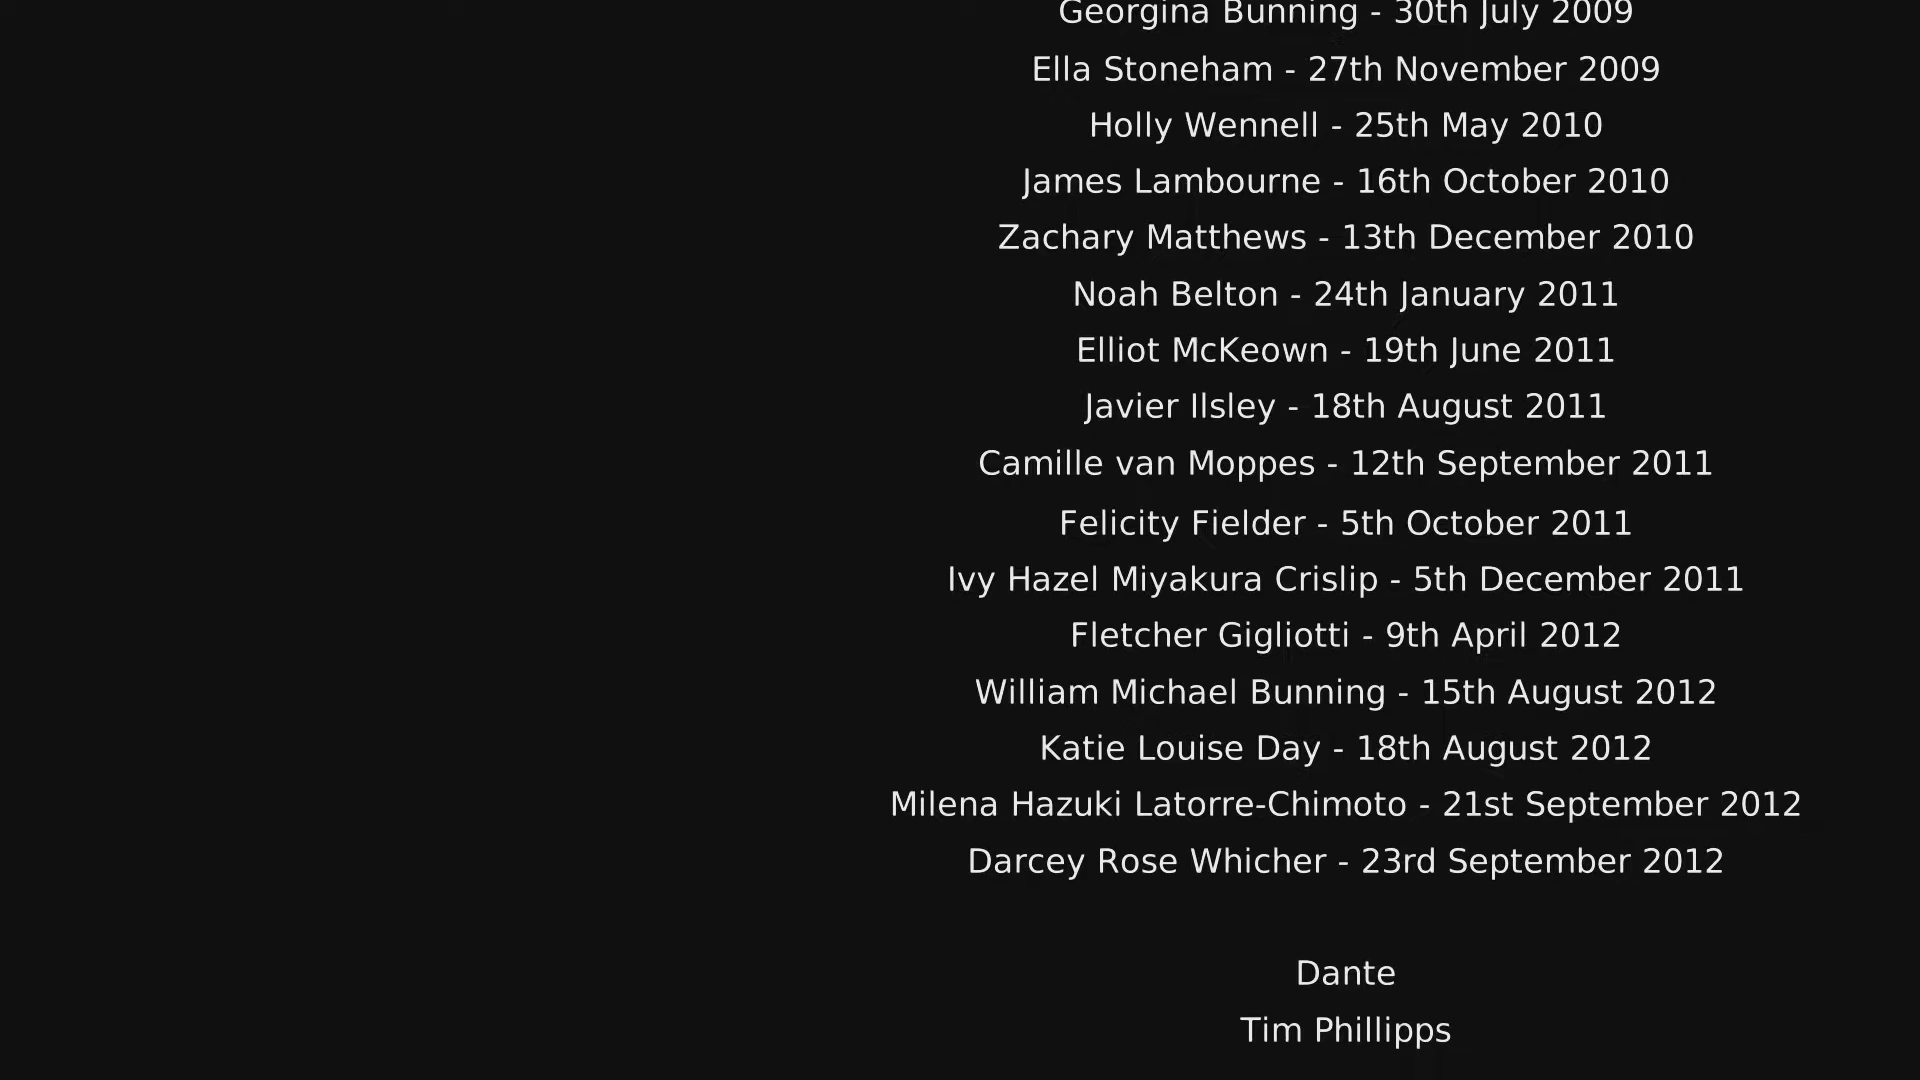 Georgina Bunning - 30th July 2009
Ella Stoneham - 27th November 2009
Holly Wennell - 25th May 2010
James Lambourne - 16th October 2010
Zachary Matthews - 13th December 2010
Noah Belton - 24th January 2011
Elliot McKeown - 19th June 2011
Javier Ilsley - 18th August 2011
Camille van Moppes - 12th September 2011
Felicity Fielder - 5th October 2011
Ivy Hazel Miyakura Crislip - 5th December 2011
Fletcher Gigliotti - 9th April 2012
William Michael Bunning - 15th August 2012
Katie Louise Day - 18th August 2012
Milena Hazuki Latorre-Chimoto - 21st September 2012
Darcey Rose Whicher - 23rd September 2012
Dante
Tim Phillipps